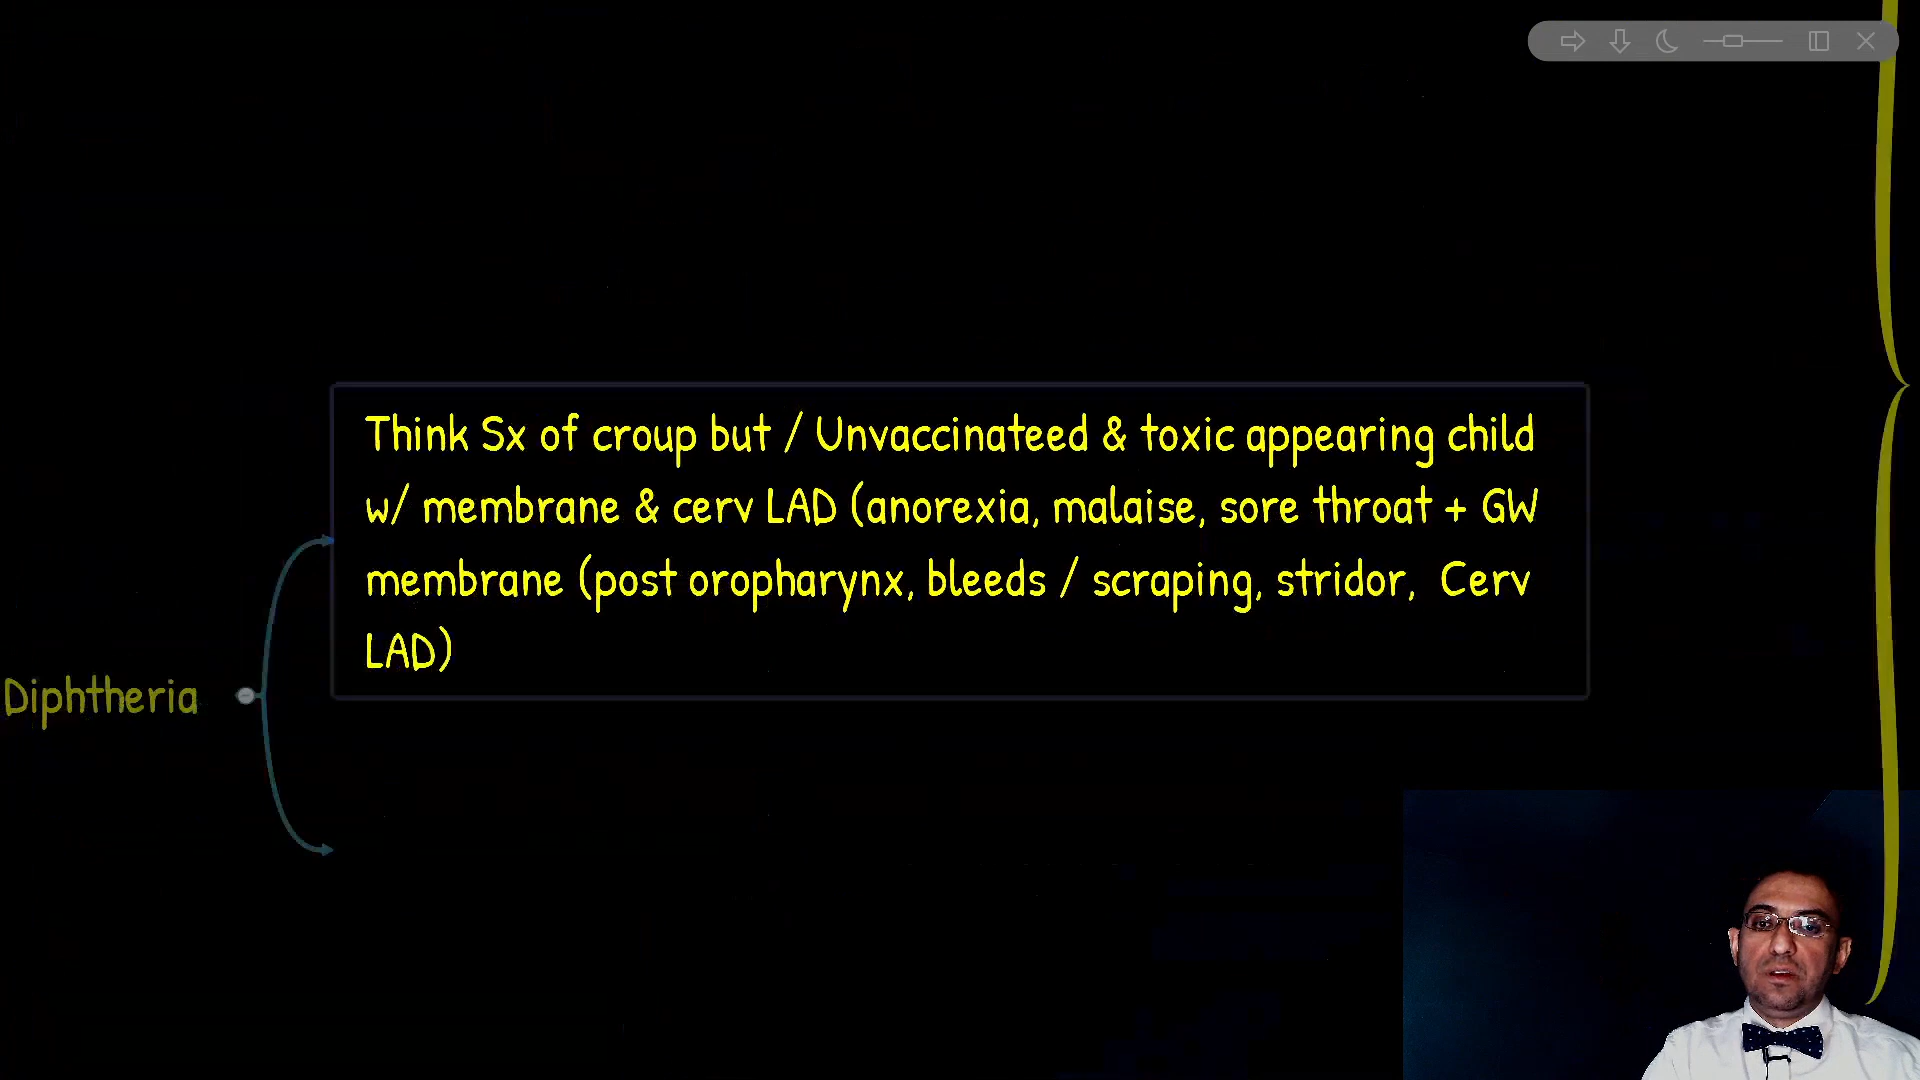 Think Sx of croup but / Unvaccinateed & toxic appearing child
w/ membrane & cerv LAD (anorexia, malaise, sore throat + GW
membrane (post oropharynx, bleeds / scraping, stridor,  Cerv
LAD)
Diphtheria